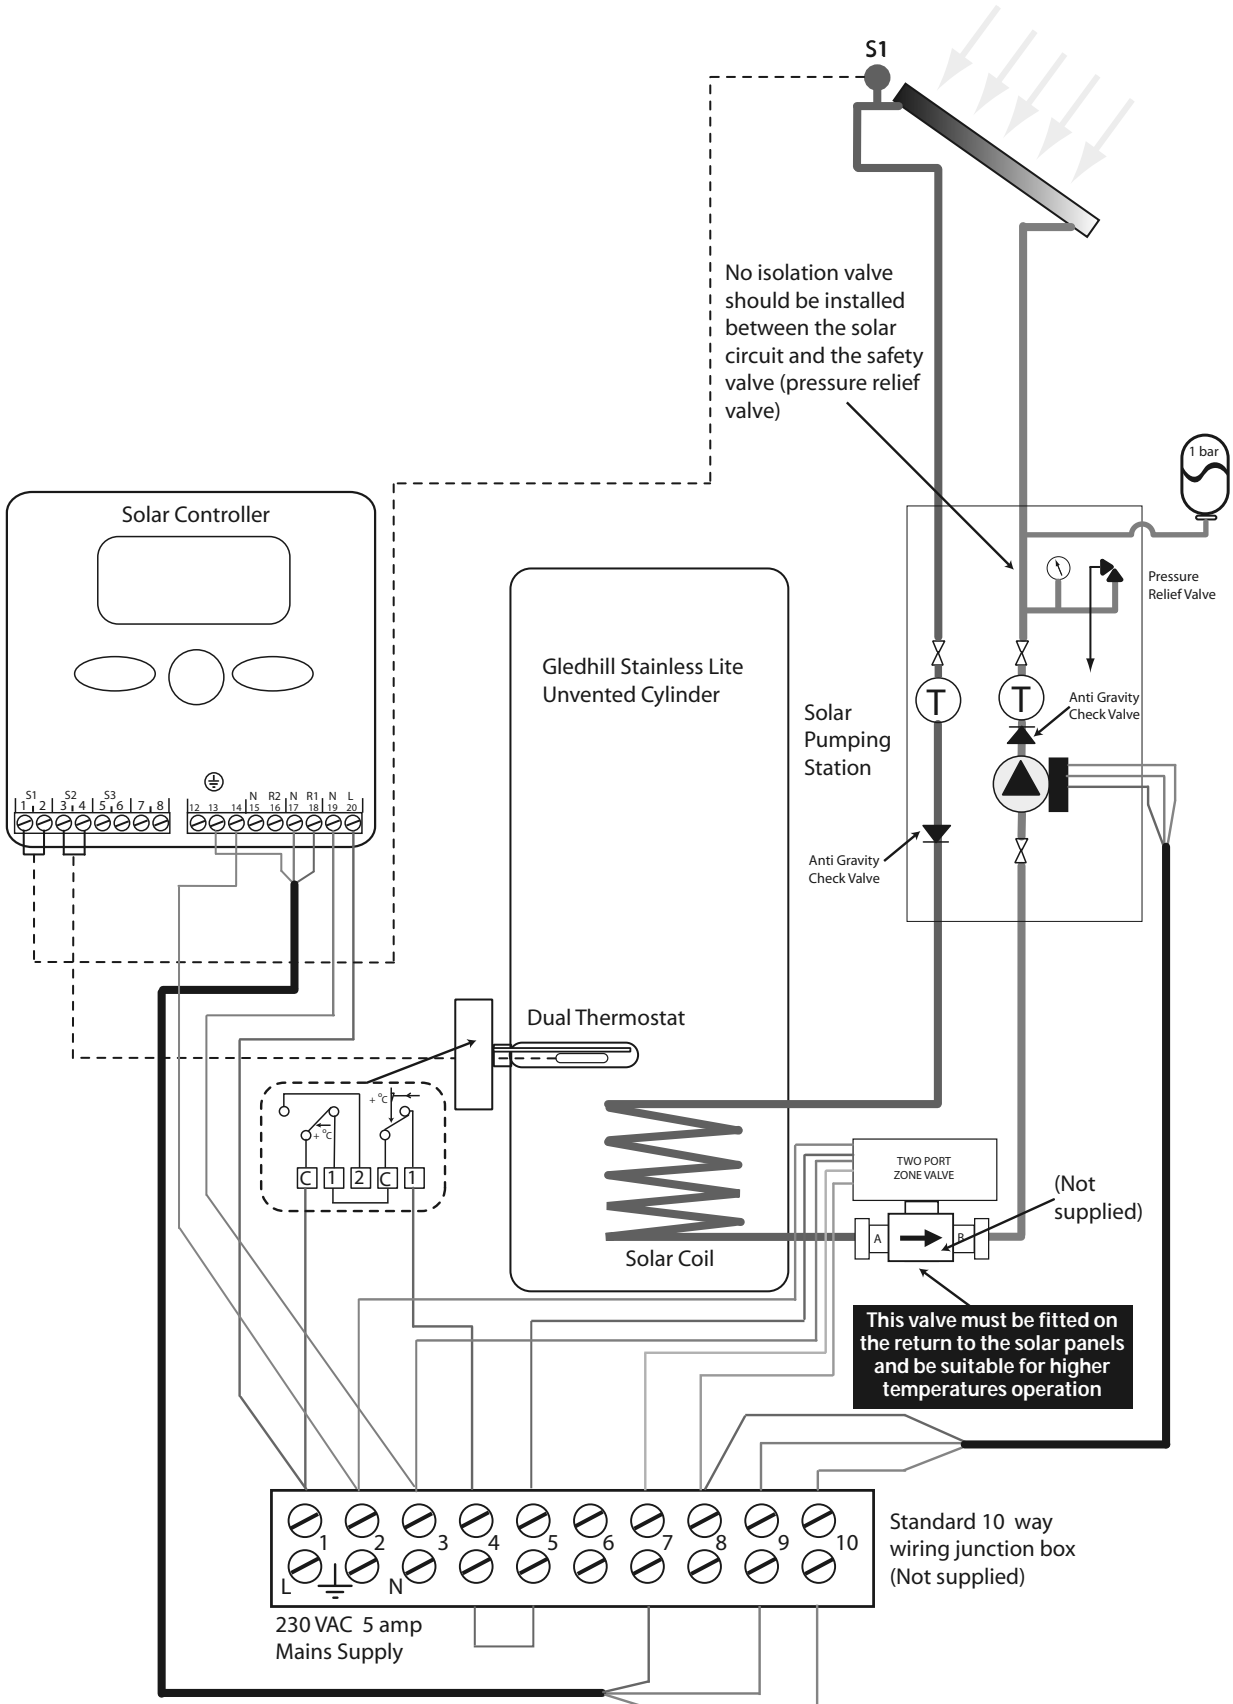 S1
No isolation valve
should be installed
between the solar
circuit and the safety
valve (pressure relief
valve)
1 bar
Solar Controller
Pressure
Relief Valve
Gledhill Stainless Lite
Unvented Cylinder
Solar
Pumping
Station
T
T
Anti Gravity
Check Valve
S1 S2 S3
1 2 3 4 5 6 7 8
N R2 N R1 N L
12 13 14 15 16 17 18 19 20
Anti Gravity
Check Valve
Dual Thermostat
+ °C
+ °C
C 1 2 C 1
TWO PORT
ZONE VALVE
(Not
supplied)
A
B
Solar Coil
This valve must be fitted on
the return to the solar panels
and be suitable for higher
temperatures operation
1 2 3 4 5 6 7 8 9 10
L N
Standard 10 way
wiring junction box
(Not supplied)
230 VAC 5 amp
Mains Supply